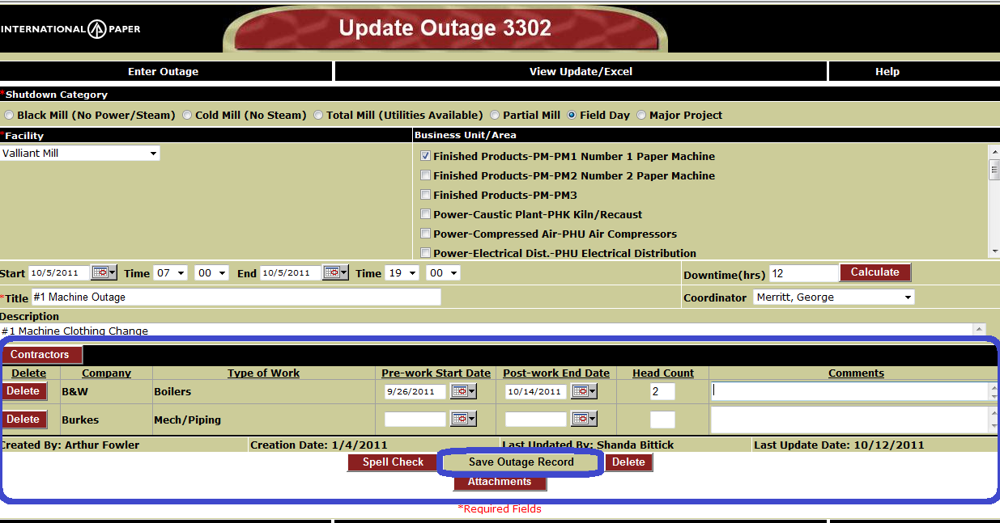 INTERNATIONAL PAPER
Update Outage 3302
Enter Outage View Update/Excel Help
*Shutdown Category
Black Mill (No Power/Steam) Cold Mill (No Steam) Total Mill (Utilities Available) Partial Mill Field Day Major Project
*Facility Business Unit/Area
Valliant Mill
Finished Products-PM-PM1 Number 1 Paper Machine
Finished Products-PM-PM2 Number 2 Paper Machine
Finished Products-PM-PM3
Power-Caustic Plant-PHK Kiln/Recaust
Power-Compressed Air-PHU Air Compressors
Power-Electrical Dist.-PHU Electrical Distribution
Start 10/5/2011 Time 07 00 End 10/5/2011 Time 19 00 Downtime(hrs) 12 Calculate
*Title #1 Machine Outage Coordinator Merritt, George
Description
#1 Machine Clothing Change
Contractors
Delete Company Type of Work Pre-work Start Date Post-work End Date Head Count Comments
Delete B&W Boilers 9/26/2011 10/14/2011 2
Delete Burkes Mech/Piping
Created By: Arthur Fowler Creation Date: 1/4/2011 Last Updated By: Shanda Bittick Last Update Date: 10/12/2011
Spell Check Save Outage Record Delete
Attachments
*Required Fields